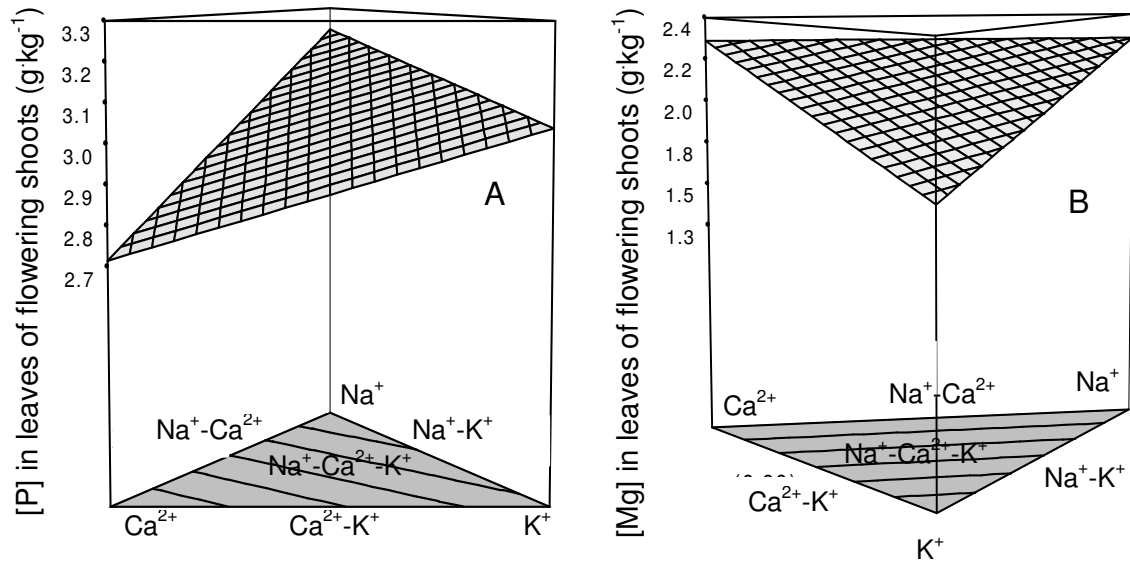 [P] in leaves of flowering shoots (g·kg⁻¹)
3.3
3.2
3.1
3.0
2.9
2.8
2.7
A
Na⁺
Na⁺-Ca²⁺
Na⁺-K⁺
Na⁺-Ca²⁺-K⁺
Ca²⁺
Ca²⁺-K⁺
K⁺
[Mg] in leaves of flowering shoots (g·kg⁻¹)
2.4
2.2
2.0
1.8
1.5
1.3
B
Ca²⁺
Na⁺-Ca²⁺
Na⁺
Na⁺-Ca²⁺-K⁺
Ca²⁺-K⁺
Na⁺-K⁺
K⁺